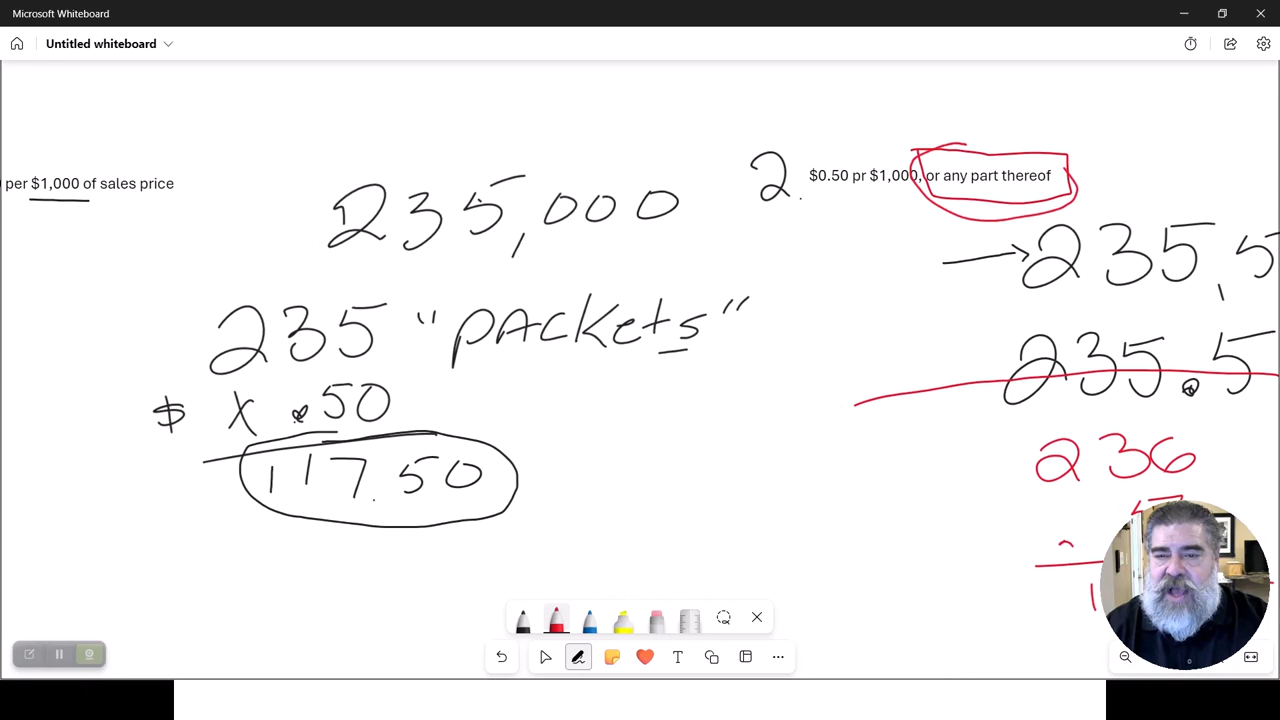 Microsoft Whiteboard
Untitled whiteboard
per $1,000 of sales price
235,000
235 "PACKets"
$ x .50
117.50
2. $0.50 pr $1,000, or any part thereof
235,5
235.5
236